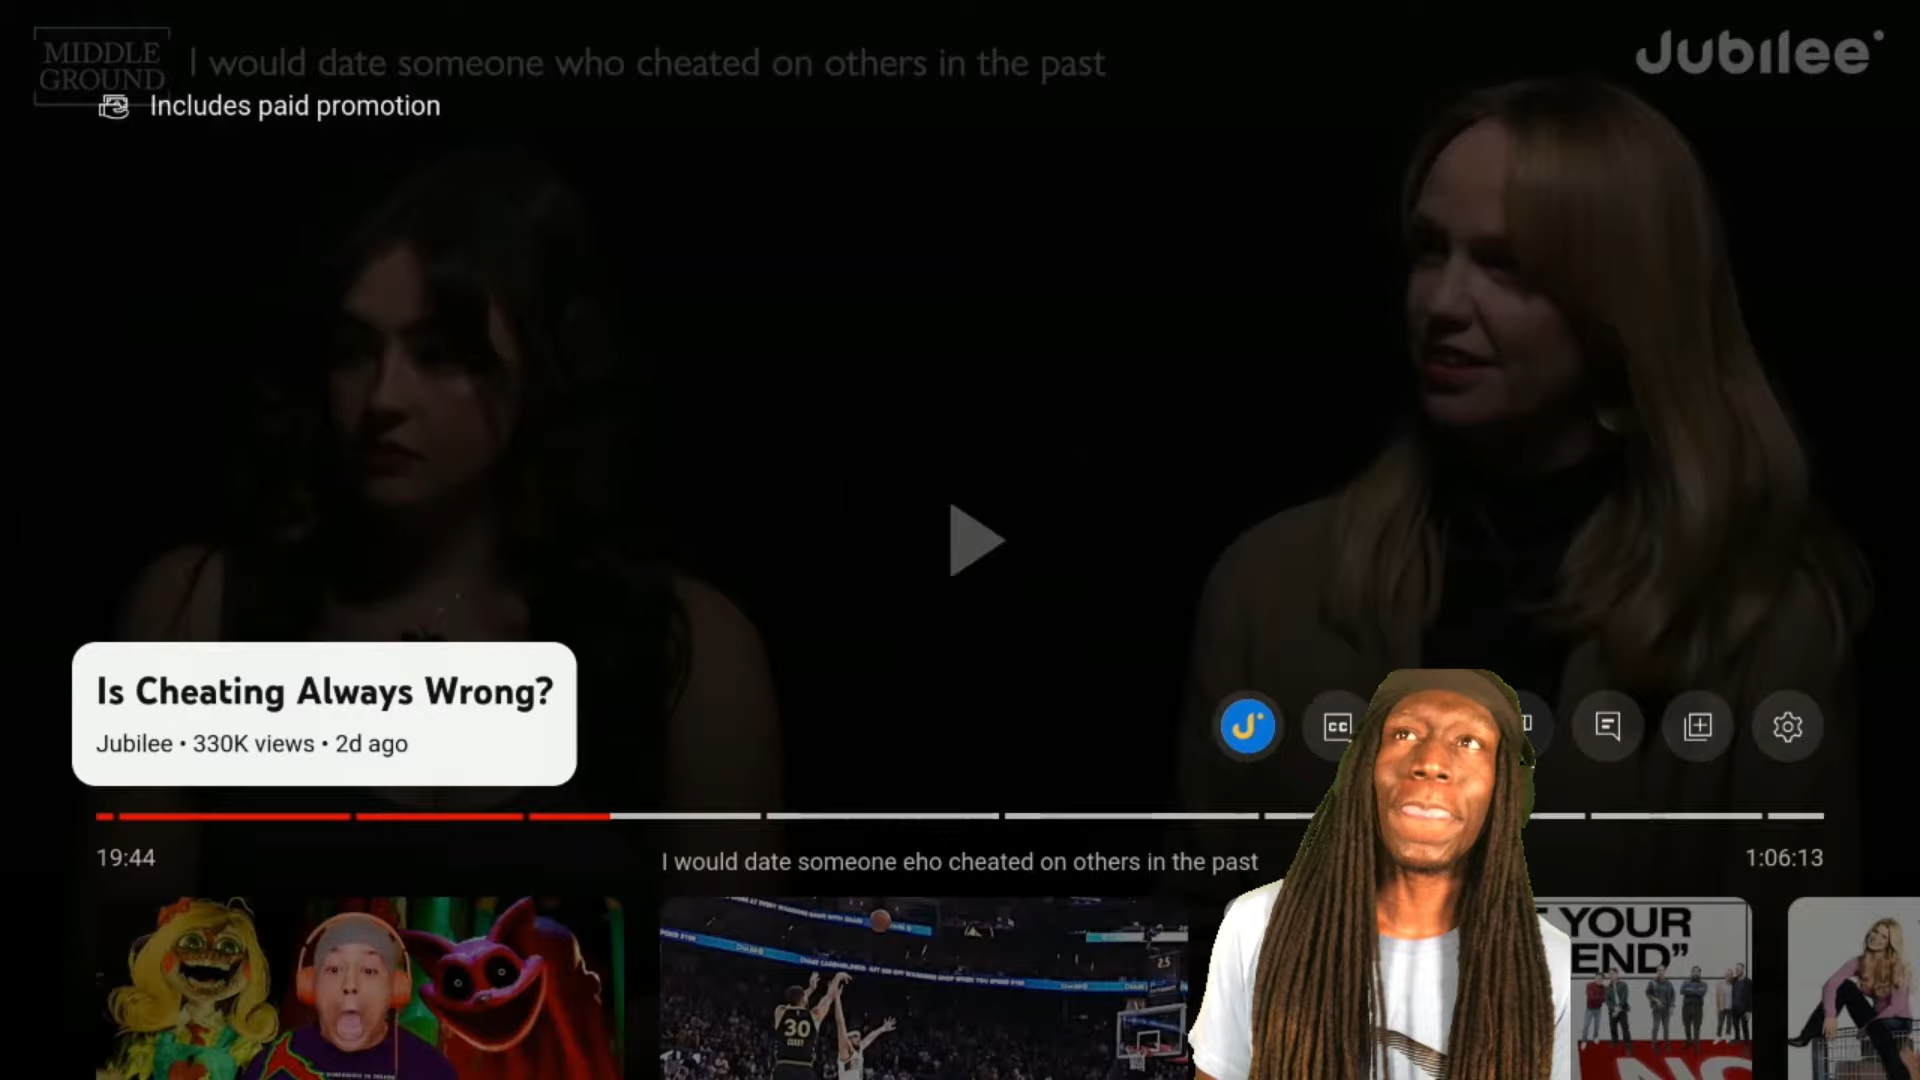 MIDDLE
GROUND
I would date someone who cheated on others in the past
Jubilee
Includes paid promotion
Is Cheating Always Wrong?
Jubilee • 330K views • 2d ago
CC
19:44
I would date someone eho cheated on others in the past
1:06:13
YOUR
END”
30
CURRY